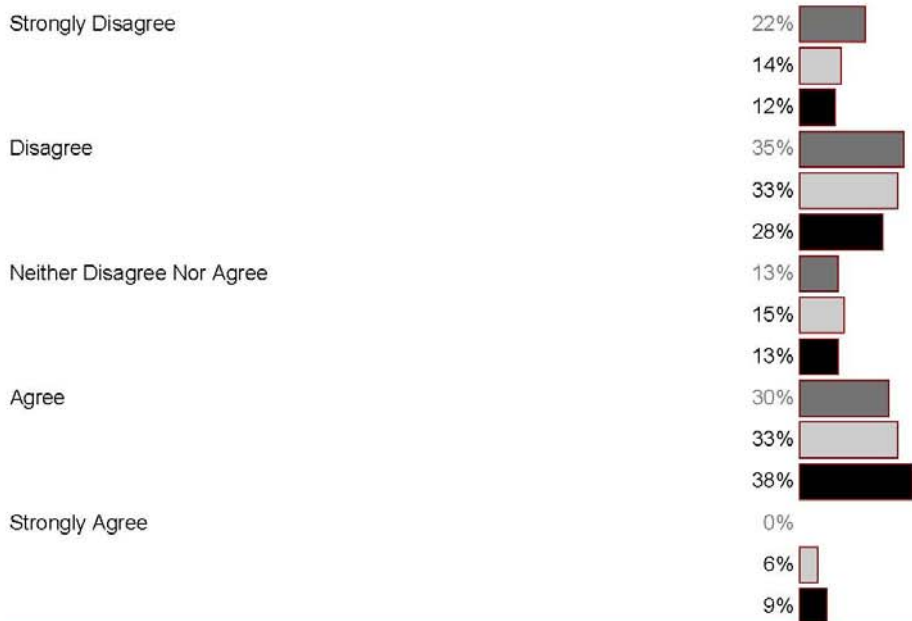 Strongly Disagree 22%
14%
12%
Disagree 35%
33%
28%
Neither Disagree Nor Agree 13%
15%
13%
Agree 30%
33%
38%
Strongly Agree 0%
6%
9%